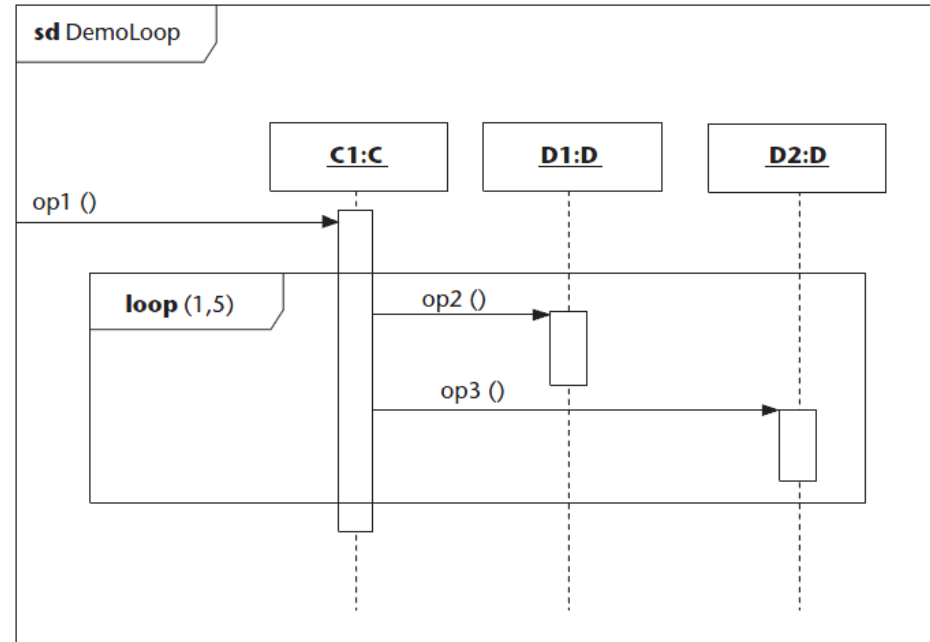 sd DemoLoop
C1:C
D1:D
D2:D
op1 ()
loop (1,5)
op2 ()
op3 ()